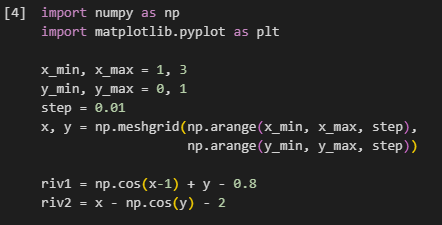 [4] import numpy as np
import matplotlib.pyplot as plt
x_min, x_max = 1, 3
y_min, y_max = 0, 1
step = 0.01
x, y = np.meshgrid(np.arange(x_min, x_max, step),
np.arange(y_min, y_max, step))
riv1 = np.cos(x-1) + y - 0.8
riv2 = x - np.cos(y) - 2